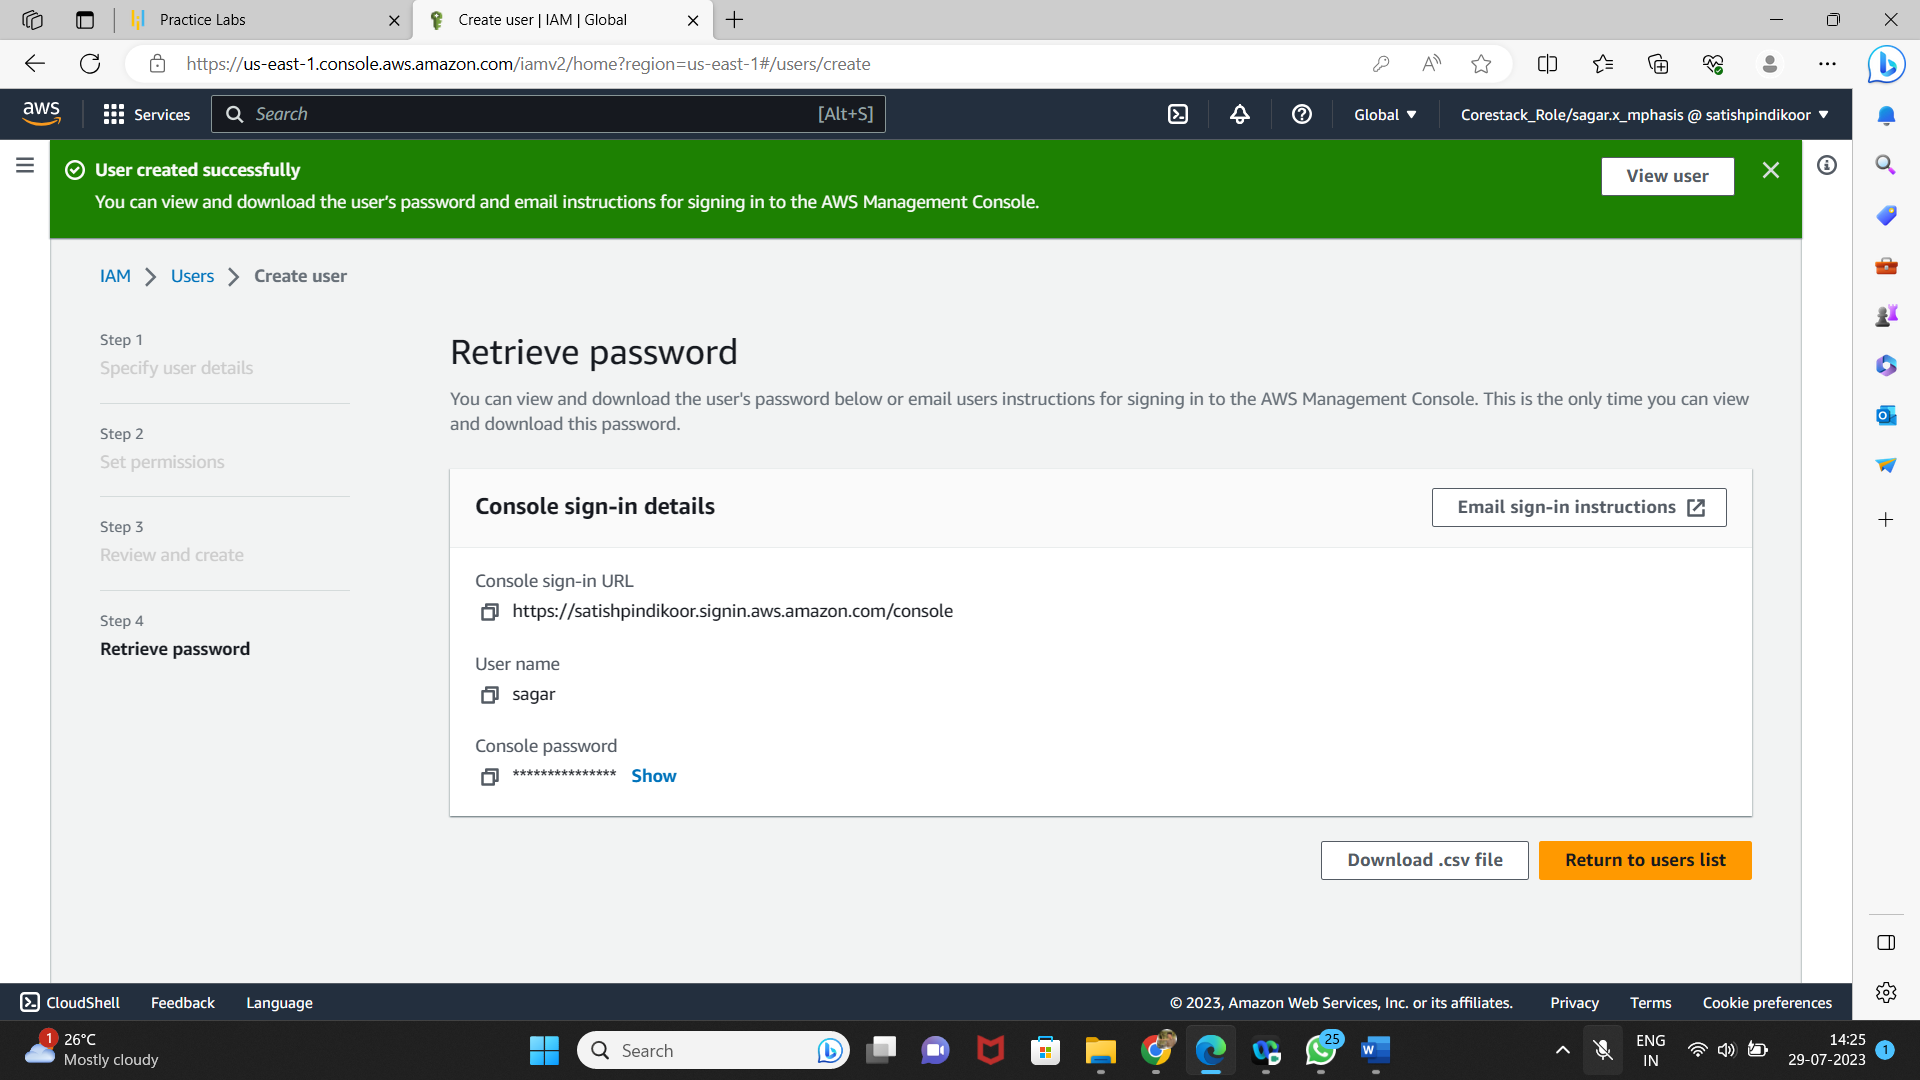 Practice Labs
Create user | IAM | Global
https://us-east-1.console.aws.amazon.com/iamv2/home?region=us-east-1#/users/create
aws
Services
Search
[Alt+S]
Global
Corestack_Role/sagar.x_mphasis @ satishpindikoor
User created successfully
You can view and download the user's password and email instructions for signing in to the AWS Management Console.
View user
IAM
Users
Create user
Step 1
Specify user details
Step 2
Set permissions
Step 3
Review and create
Step 4
Retrieve password
Retrieve password
You can view and download the user's password below or email users instructions for signing in to the AWS Management Console. This is the only time you can view
and download this password.
Console sign-in details
Email sign-in instructions
Console sign-in URL
https://satishpindikoor.signin.aws.amazon.com/console
User name
sagar
Console password
*************** Show
Download .csv file
Return to users list
CloudShell
Feedback
Language
© 2023, Amazon Web Services, Inc. or its affiliates.
Privacy
Terms
Cookie preferences
1
26°C
Mostly cloudy
Search
25
W
ENG
IN
14:25
29-07-2023
1